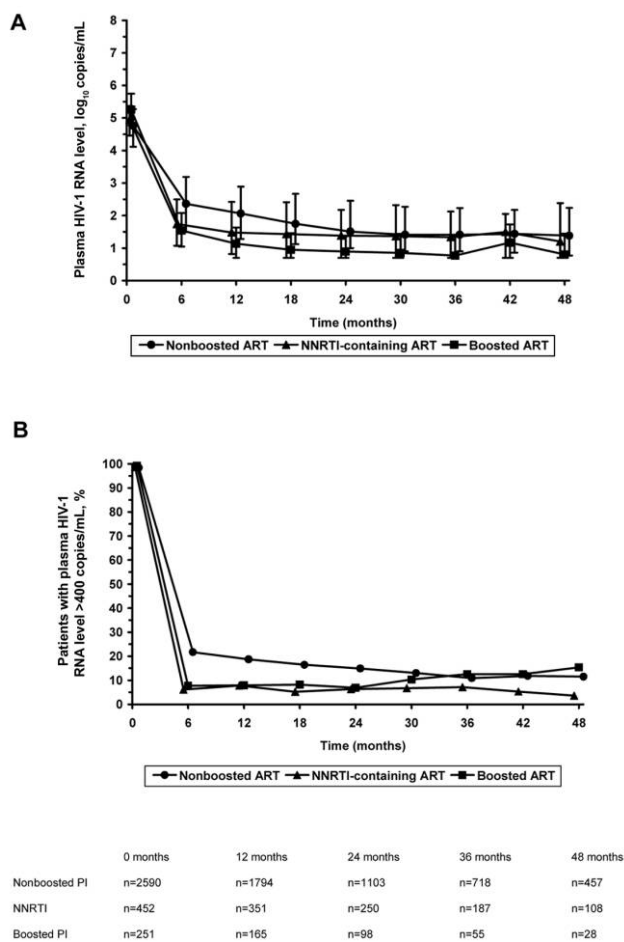 A
Plasma HIV-1 RNA level, log10 copies/mL
8
7
6
5
4
3
2
1
0
0 6 12 18 24 30 36 42 48
Time (months)
Nonboosted ART NNRTI-containing ART Boosted ART
B
Patients with plasma HIV-1
RNA level >400 copies/mL, %
100
90
80
70
60
50
40
30
20
10
0
0 6 12 18 24 30 36 42 48
Time (months)
Nonboosted ART NNRTI-containing ART Boosted ART
0 months 12 months 24 months 36 months 48 months
Nonboosted PI n=2590 n=1794 n=1103 n=718 n=457
NNRTI n=452 n=351 n=250 n=187 n=108
Boosted PI n=251 n=165 n=98 n=55 n=28